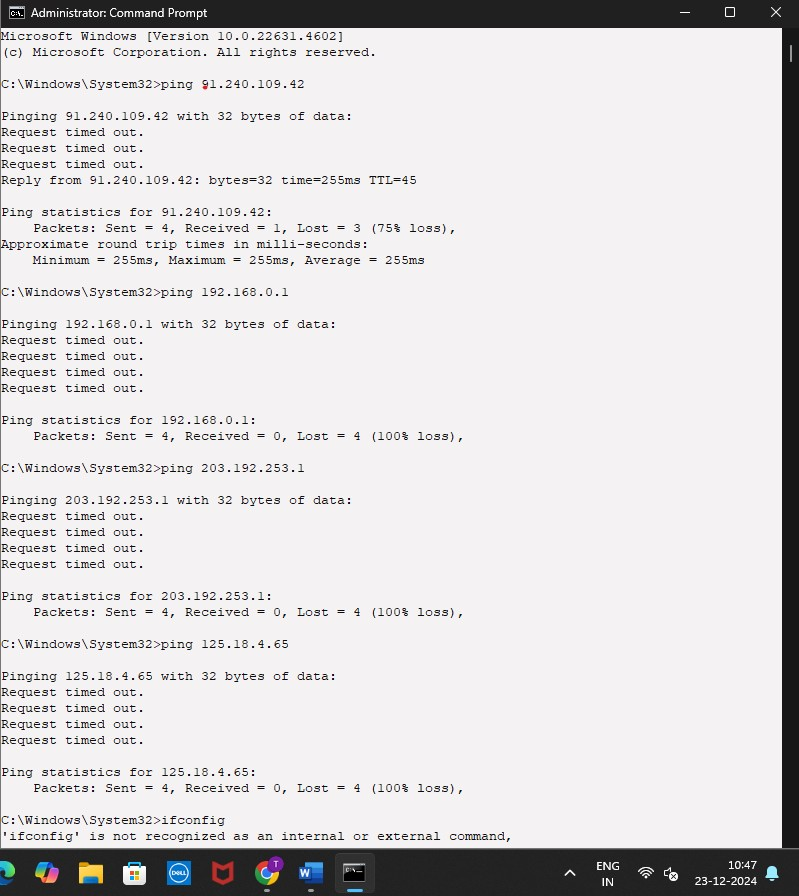 Administrator: Command Prompt
Microsoft Windows [Version 10.0.22631.4602]
(c) Microsoft Corporation. All rights reserved.
C:\Windows\System32>ping 91.240.109.42
Pinging 91.240.109.42 with 32 bytes of data:
Request timed out.
Request timed out.
Request timed out.
Reply from 91.240.109.42: bytes=32 time=255ms TTL=45
Ping statistics for 91.240.109.42:
    Packets: Sent = 4, Received = 1, Lost = 3 (75% loss),
Approximate round trip times in milli-seconds:
    Minimum = 255ms, Maximum = 255ms, Average = 255ms
C:\Windows\System32>ping 192.168.0.1
Pinging 192.168.0.1 with 32 bytes of data:
Request timed out.
Request timed out.
Request timed out.
Request timed out.
Ping statistics for 192.168.0.1:
    Packets: Sent = 4, Received = 0, Lost = 4 (100% loss),
C:\Windows\System32>ping 203.192.253.1
Pinging 203.192.253.1 with 32 bytes of data:
Request timed out.
Request timed out.
Request timed out.
Request timed out.
Ping statistics for 203.192.253.1:
    Packets: Sent = 4, Received = 0, Lost = 4 (100% loss),
C:\Windows\System32>ping 125.18.4.65
Pinging 125.18.4.65 with 32 bytes of data:
Request timed out.
Request timed out.
Request timed out.
Request timed out.
Ping statistics for 125.18.4.65:
    Packets: Sent = 4, Received = 0, Lost = 4 (100% loss),
C:\Windows\System32>ifconfig
'ifconfig' is not recognized as an internal or external command,
DELL
T
W
ENG
IN
10:47
23-12-2024